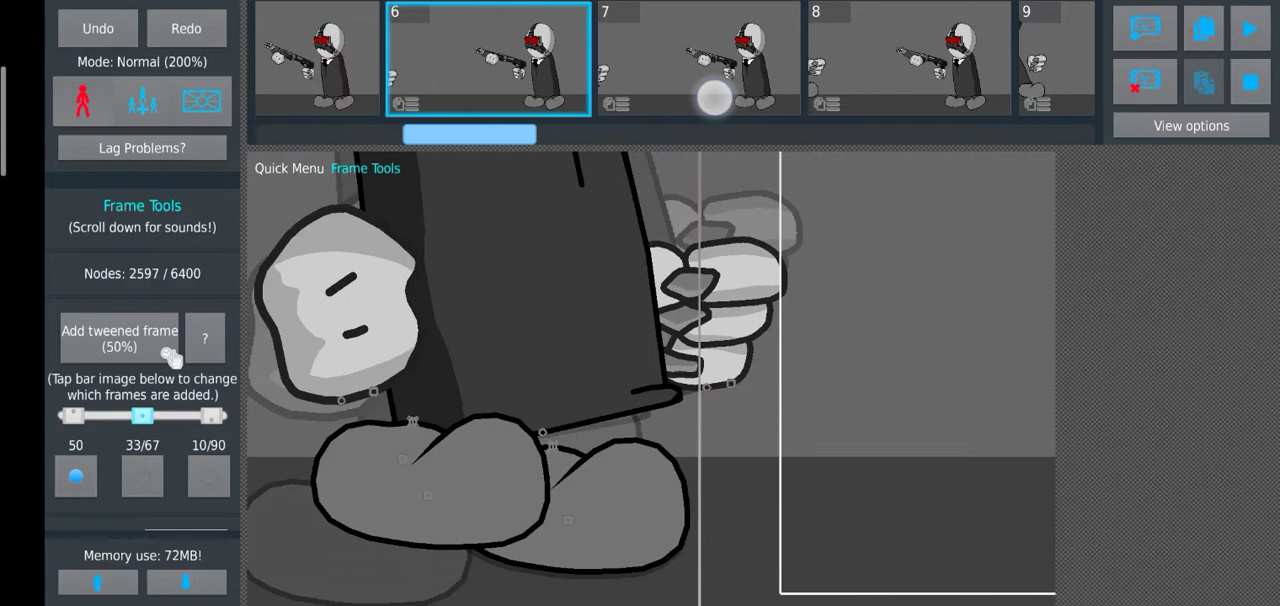 Undo
Redo
Mode: Normal (200%)
Lag Problems?
Frame Tools
(Scroll down for sounds!)
Nodes: 2597 / 6400
Add tweened frame
(50%)
?
(Tap bar image below to change
which frames are added.)
50
33/67
10/90
Memory use: 72MB!
6
7
8
9
View options
Quick Menu
Frame Tools